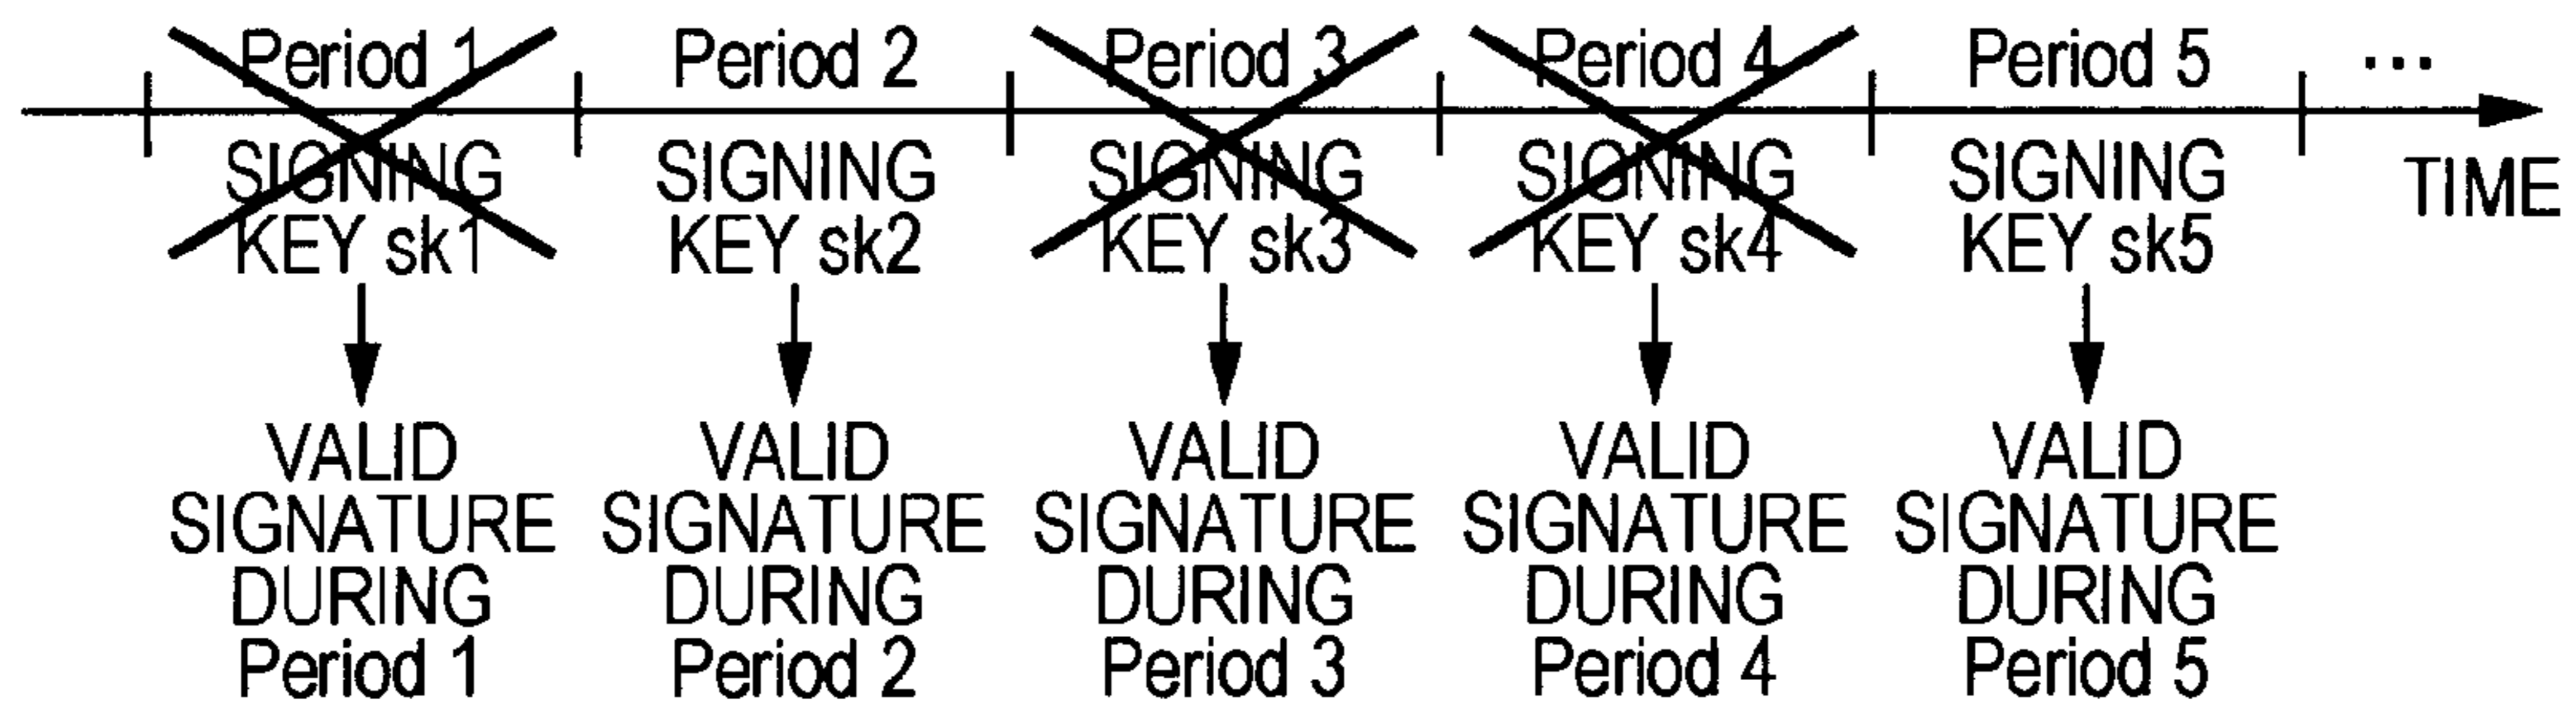 Period 1 Period 2 Period 3 Period 4 Period 5 ...
SIGNING SIGNING SIGNING SIGNING SIGNING TIME
KEY sk1 KEY sk2 KEY sk3 KEY sk4 KEY sk5
VALID VALID VALID VALID VALID
SIGNATURE SIGNATURE SIGNATURE SIGNATURE SIGNATURE
DURING DURING DURING DURING DURING
Period 1 Period 2 Period 3 Period 4 Period 5